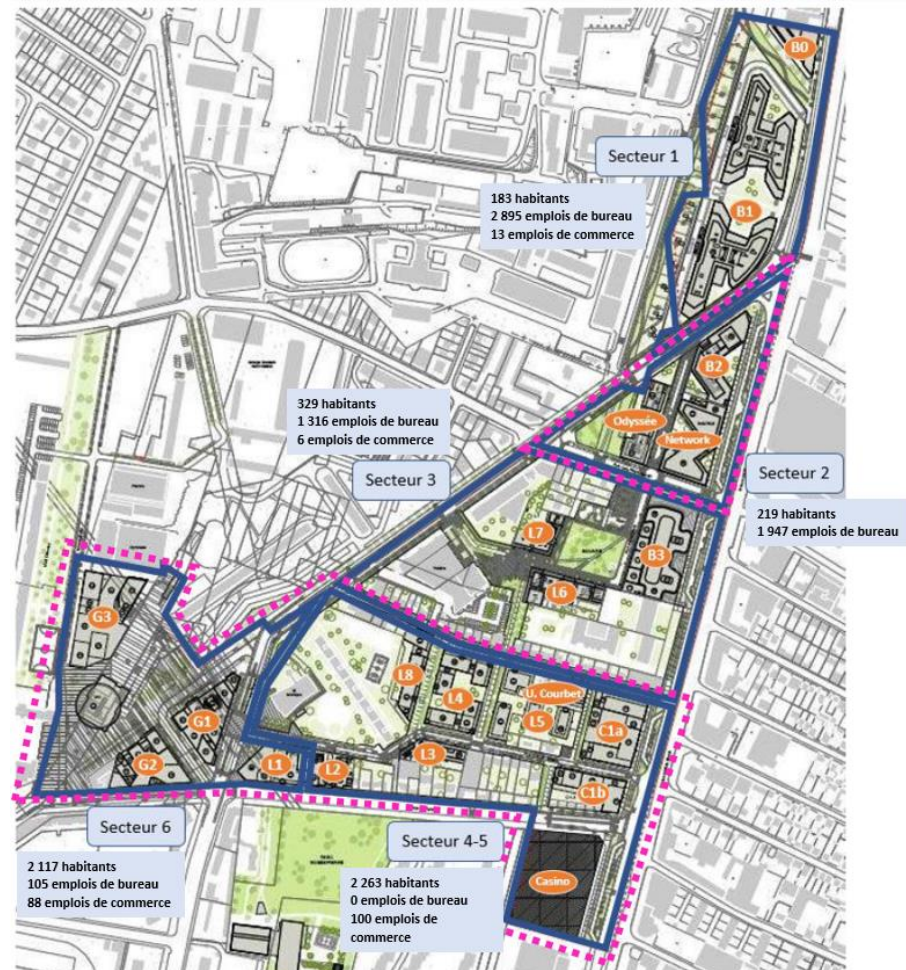 B0
Secteur 1
183 habitants
2 895 emplois de bureau
13 emplois de commerce
B1
B2
329 habitants
1 316 emplois de bureau
6 emplois de commerce
Odyssée
Network
Secteur 3
Secteur 2
219 habitants
1 947 emplois de bureau
L7
B3
L6
G3
L8
L4
U. Courbet
L5
C1a
G1
L3
G2
L1
L2
C1b
Secteur 6
2 117 habitants
105 emplois de bureau
88 emplois de commerce
Secteur 4-5
2 263 habitants
0 emplois de bureau
100 emplois de
commerce
Casino